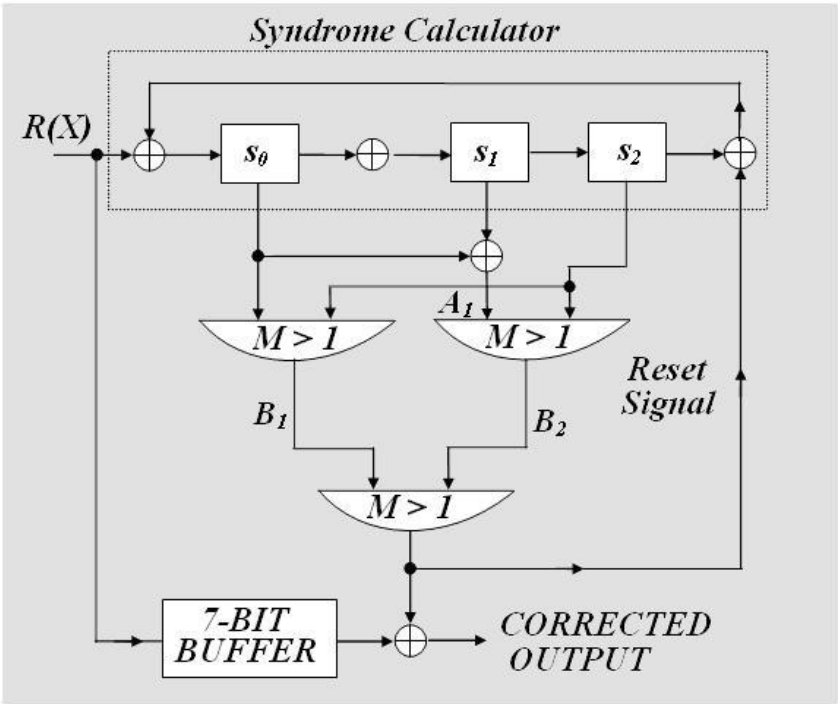 Syndrome Calculator
R(X)
s0
s1
s2
A1
M > 1
M > 1
Reset
Signal
B1
B2
M > 1
7-BIT
BUFFER
CORRECTED
OUTPUT